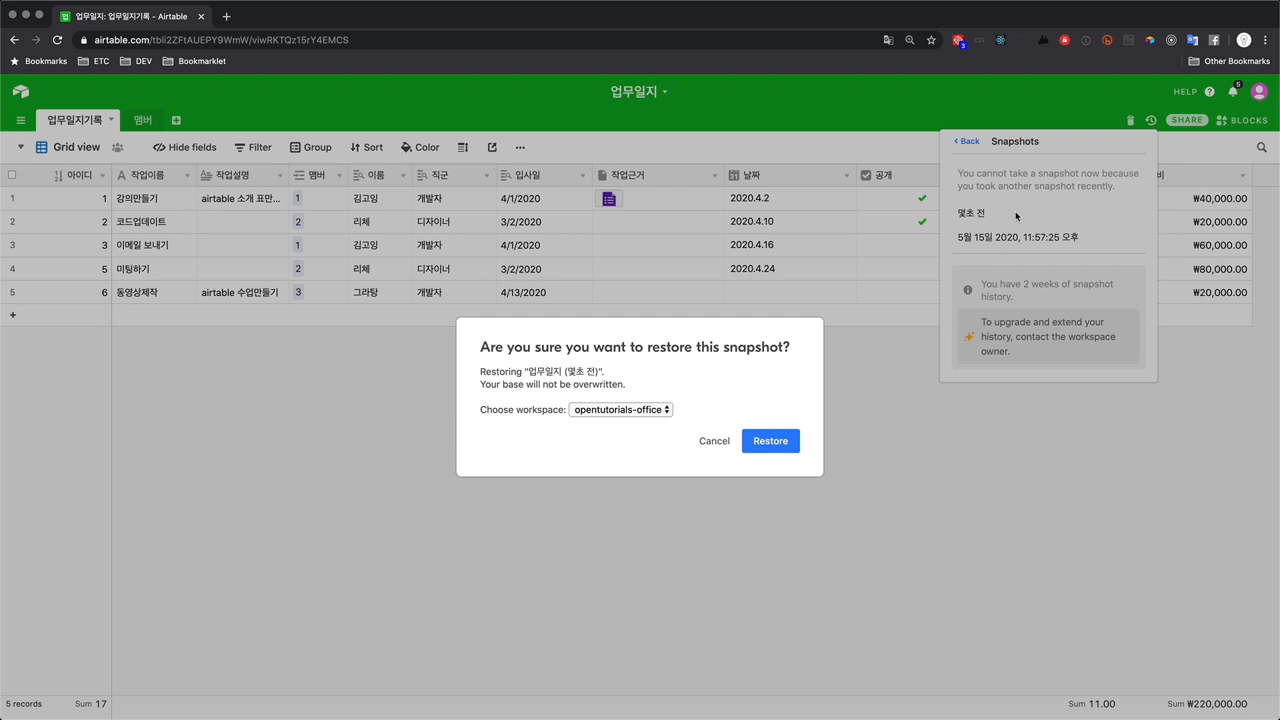 업무일지: 업무일지기록 - Airtable
airtable.com/tbli2ZFtAUEPY9WmW/viwRKTQz15rY4EMCS
Bookmarks ETC DEV Bookmarklet Other Bookmarks
업무일지 HELP 5
업무일지기록 멤버 SHARE BLOCKS
Grid view Hide fields Filter Group Sort Color
아이디 작업이름 작업설명 멤버 이름 직군 입사일 작업근거 날짜 공개 비
1 1 강의만들기 airtable 소개 표만... 1 김고잉 개발자 4/1/2020 2020.4.2 ₩40,000.00
2 2 코드업데이트 2 리체 디자이너 3/2/2020 2020.4.10 ₩20,000.00
3 3 이메일 보내기 1 김고잉 개발자 4/1/2020 2020.4.16 ₩60,000.00
4 5 미팅하기 2 리체 디자이너 3/2/2020 2020.4.24 ₩80,000.00
5 6 동영상제작 airtable 수업만들기 3 그라탕 개발자 4/13/2020 ₩20,000.00
Back Snapshots
You cannot take a snapshot now because
you took another snapshot recently.
몇초 전
5월 15일 2020, 11:57:25 오후
You have 2 weeks of snapshot
history.
To upgrade and extend your
history, contact the workspace
owner.
Are you sure you want to restore this snapshot?
Restoring "업무일지 (몇초 전)".
Your base will not be overwritten.
Choose workspace: opentutorials-office
Cancel Restore
5 records Sum 17 Sum 11.00 Sum ₩220,000.00